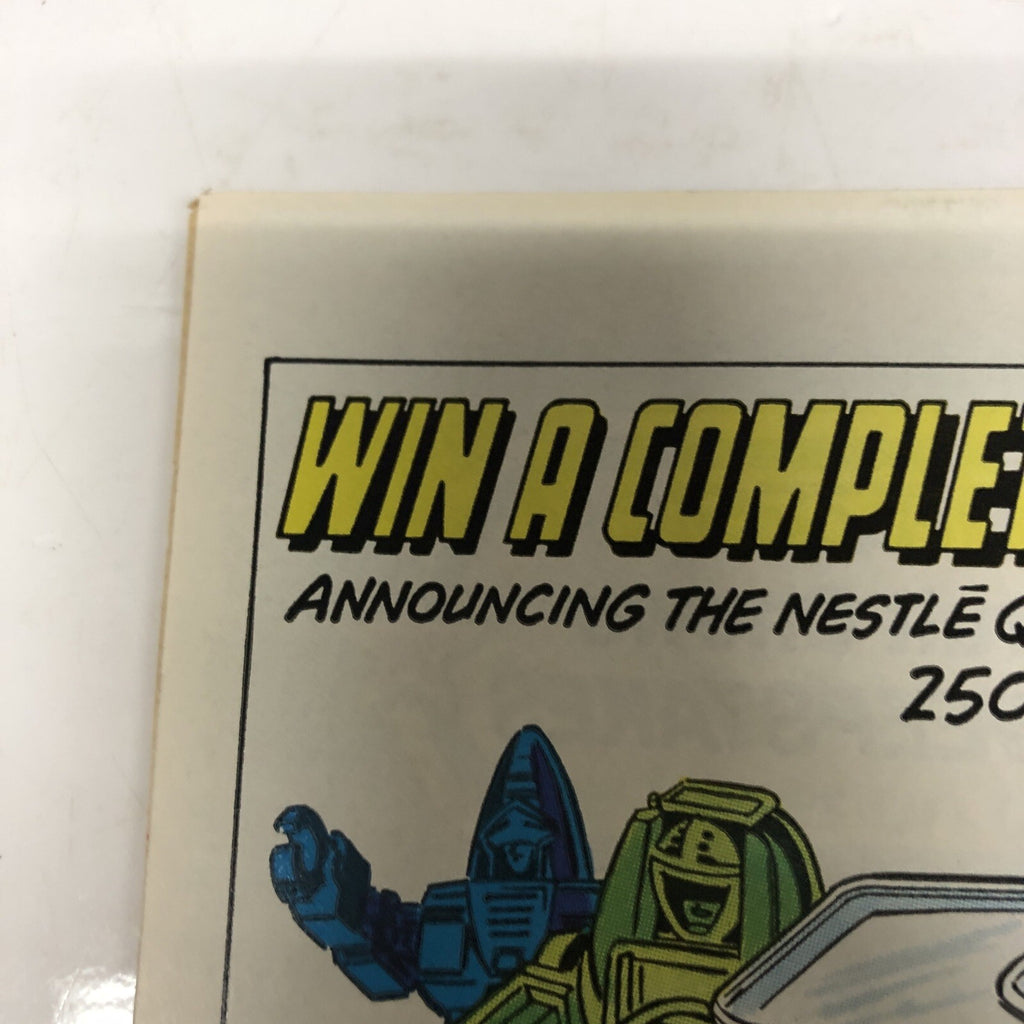 WIN A COMPLE
ANNOUNCING THE NESTLĒ Q
250